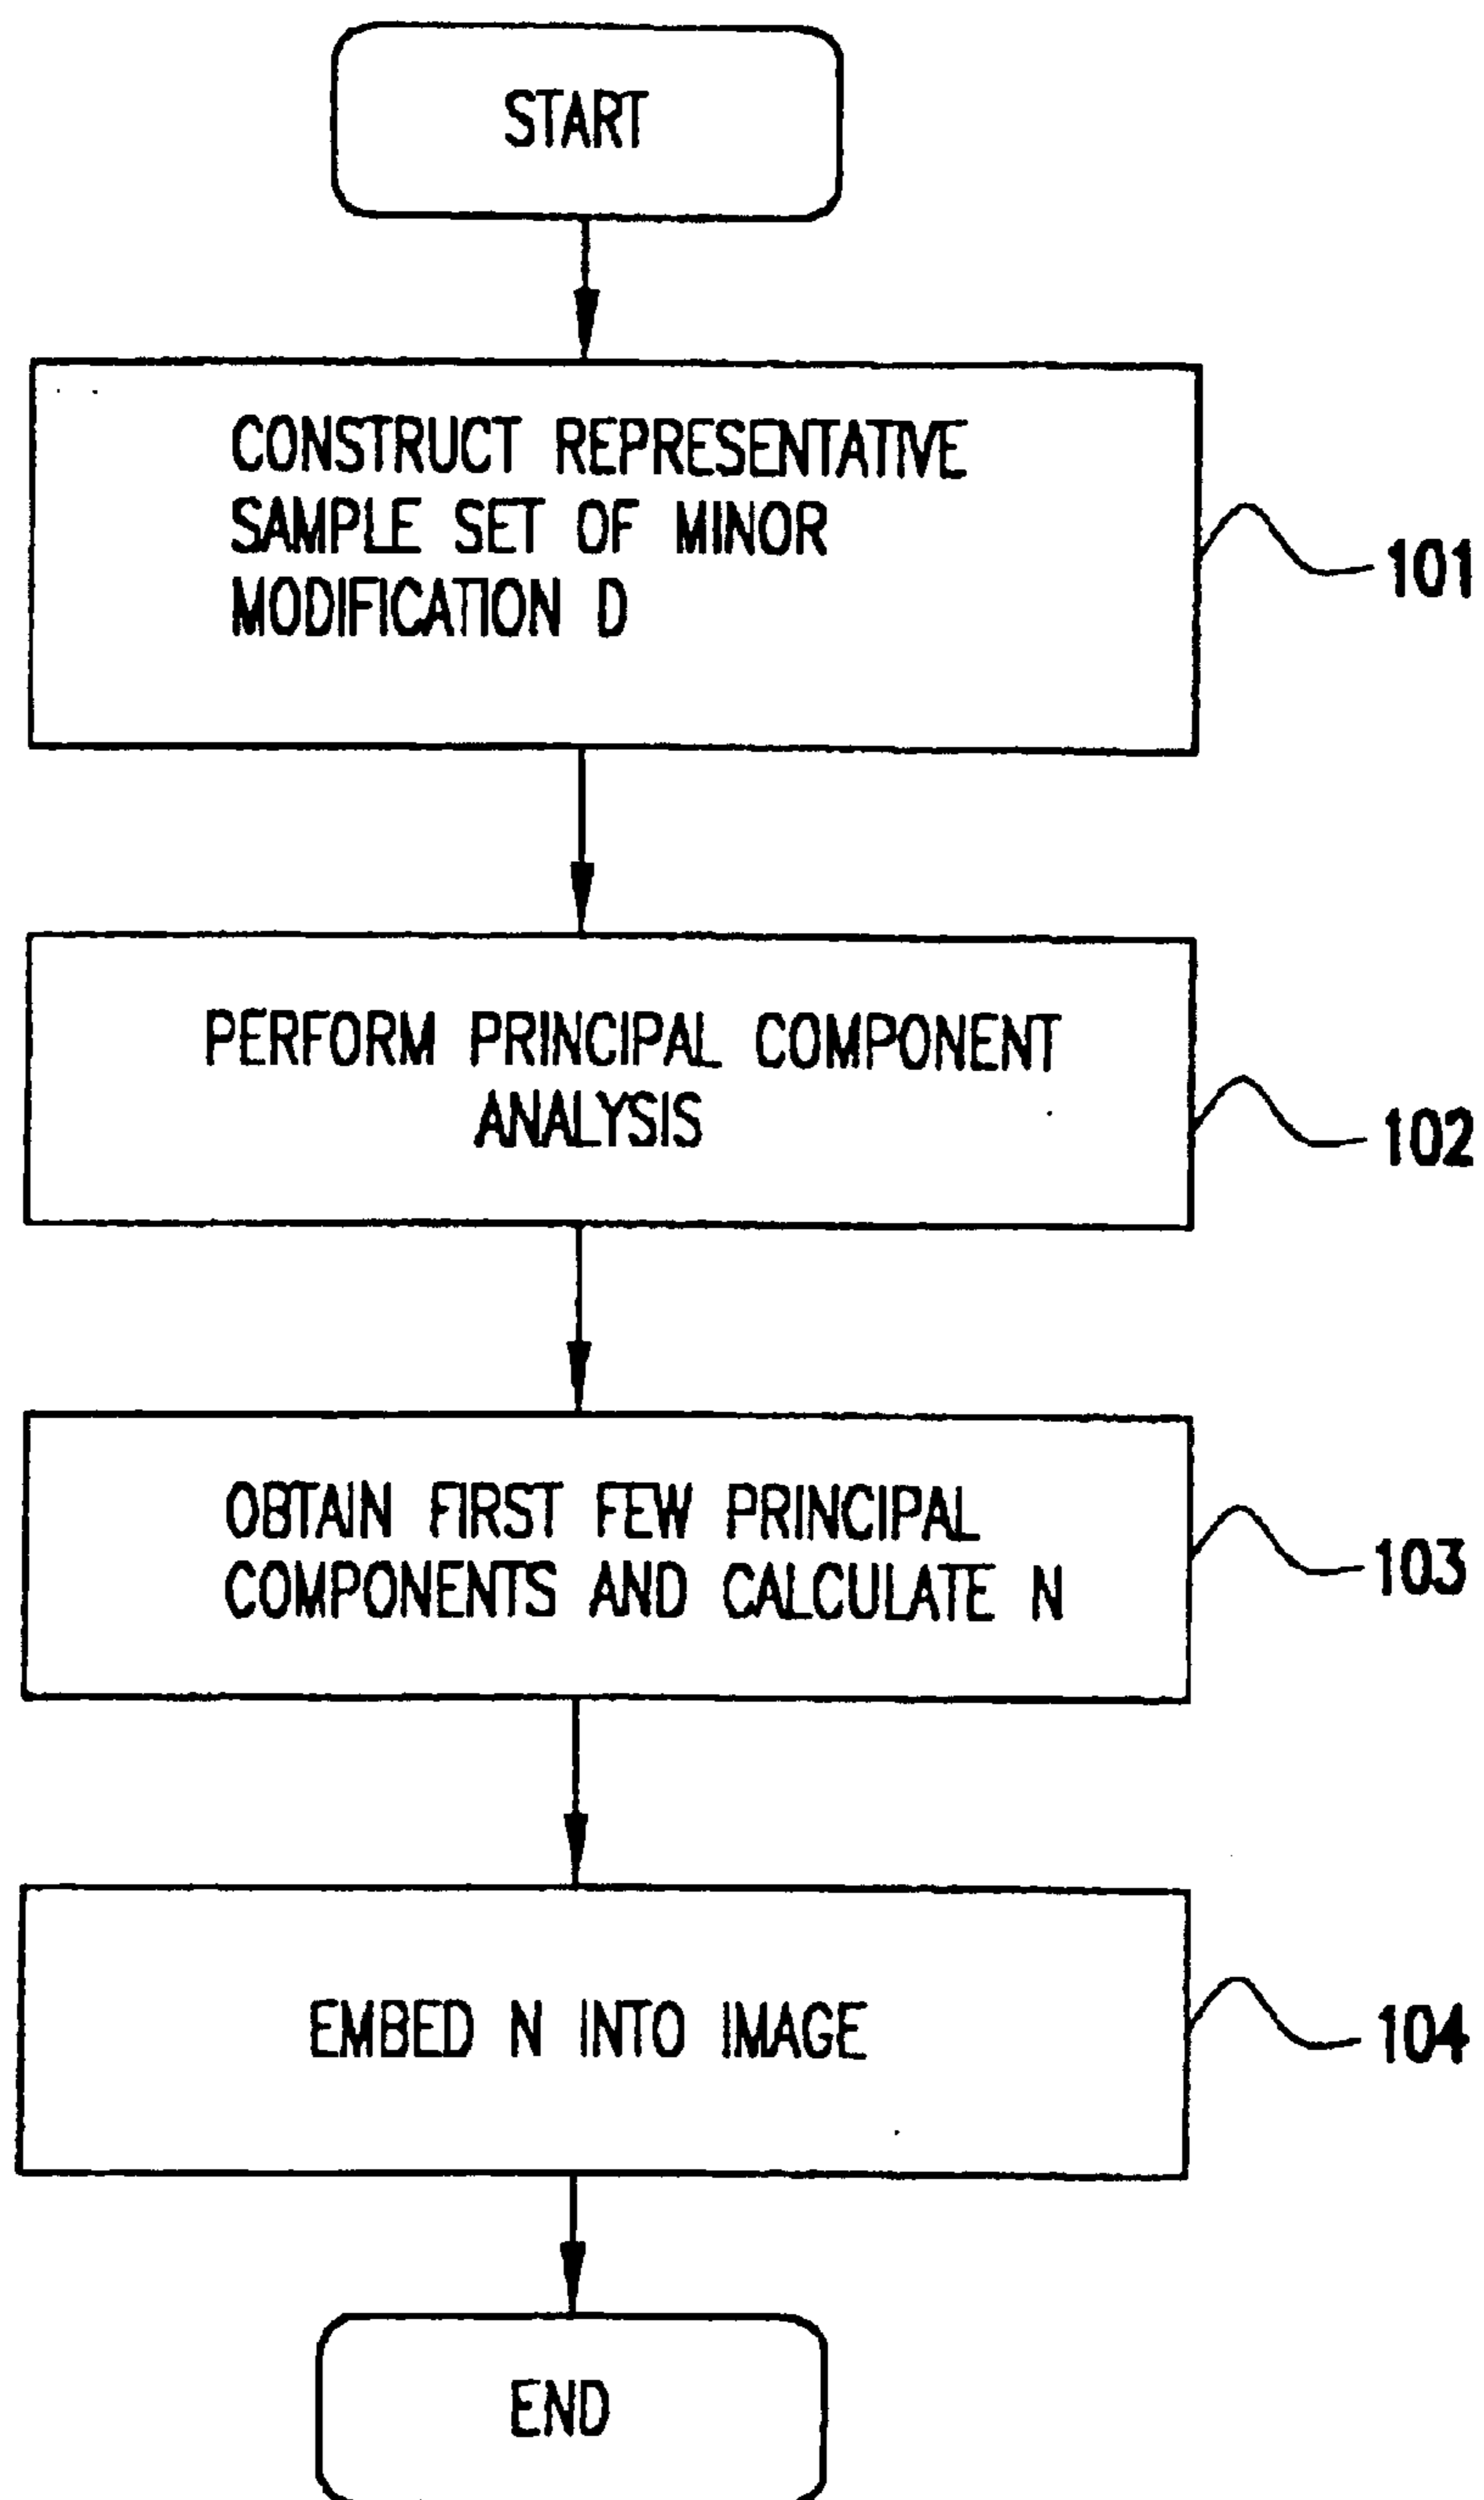 START
CONSTRUCT REPRESENTATIVE
SAMPLE SET OF MINOR
MODIFICATION D
101
PERFORM PRINCIPAL COMPONENT
ANALYSIS
102
OBTAIN FIRST FEW PRINCIPAL
COMPONENTS AND CALCULATE N
103
EMBED N INTO IMAGE
104
END